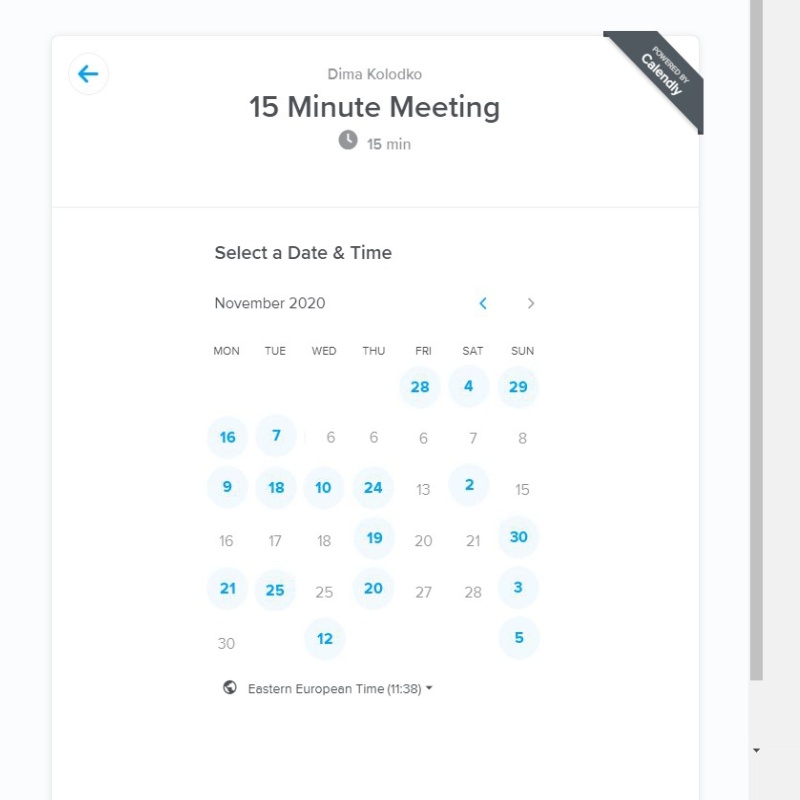 POWERED BY
Calendly
Dima Kolodko
15 Minute Meeting
15 min
Select a Date & Time
November 2020
MON TUE WED THU FRI SAT SUN
28 4 29
16 7 6 6 6 7 8
9 18 10 24 13 2 15
16 17 18 19 20 21 30
21 25 25 20 27 28 3
30 12 5
Eastern European Time (11:38)